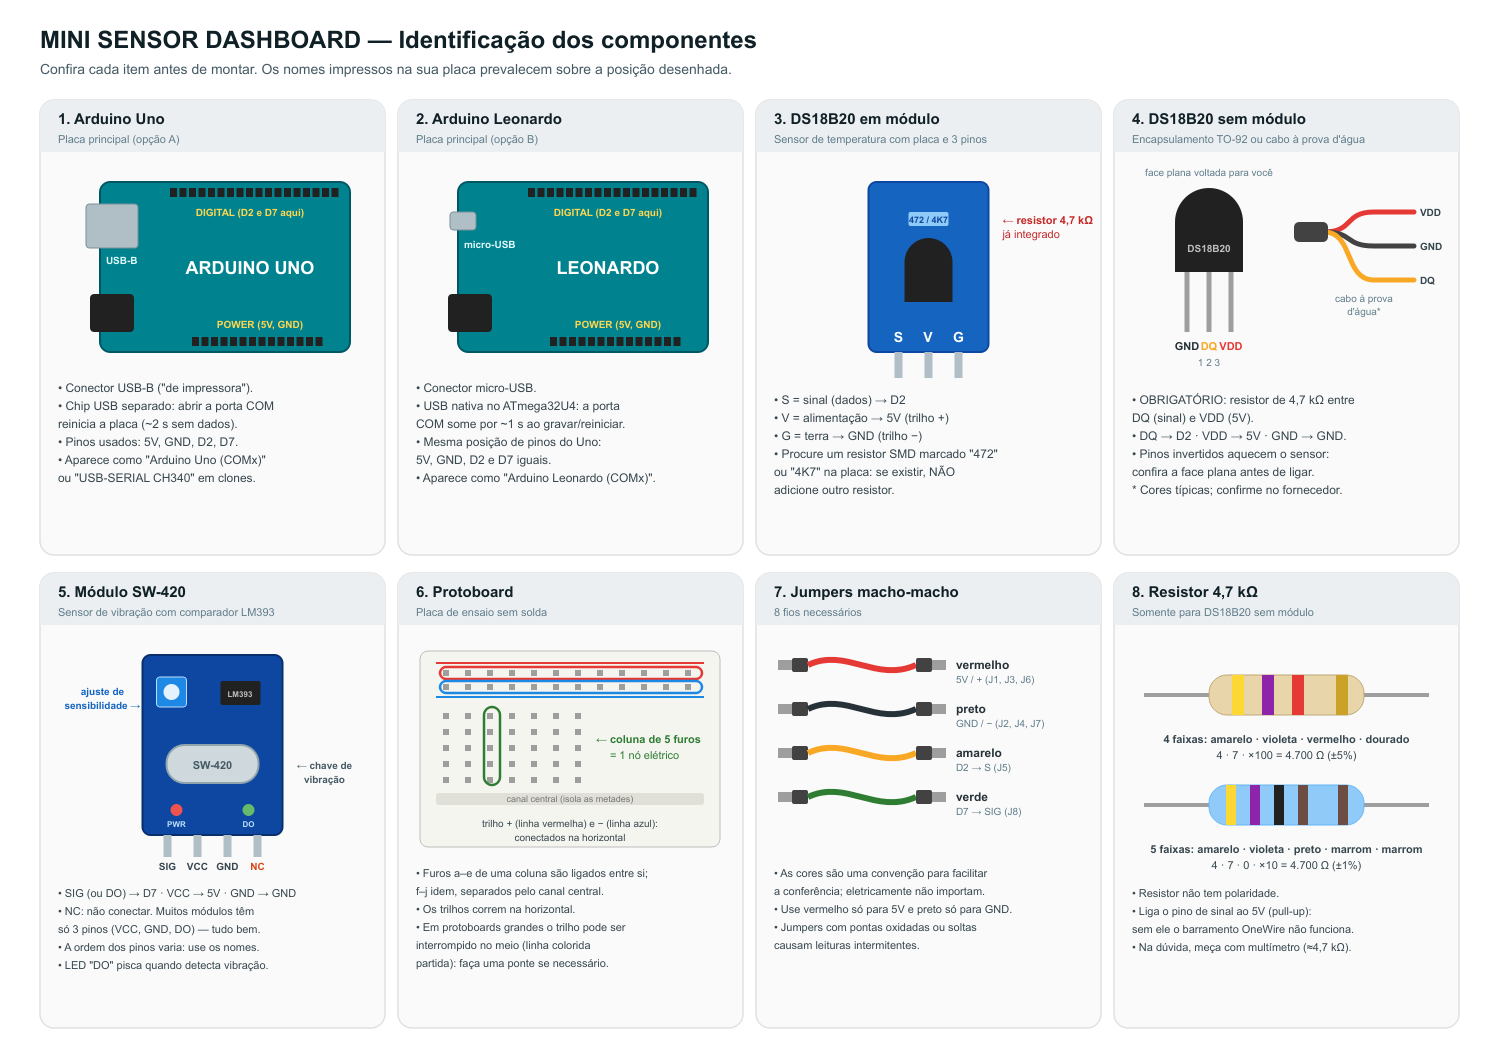 MINI SENSOR DASHBOARD — Identificação dos componentes
Confira cada item antes de montar. Os nomes impressos na sua placa prevalecem sobre a posição desenhada.
1. Arduino Uno
Placa principal (opção A)
DIGITAL (D2 e D7 aqui)
USB-B
ARDUINO UNO
POWER (5V, GND)
• Conector USB-B ("de impressora").
• Chip USB separado: abrir a porta COM
reinicia a placa (~2 s sem dados).
• Pinos usados: 5V, GND, D2, D7.
• Aparece como "Arduino Uno (COMx)"
ou "USB-SERIAL CH340" em clones.
2. Arduino Leonardo
Placa principal (opção B)
DIGITAL (D2 e D7 aqui)
micro-USB
LEONARDO
POWER (5V, GND)
• Conector micro-USB.
• USB nativa no ATmega32U4: a porta
COM some por ~1 s ao gravar/reiniciar.
• Mesma posição de pinos do Uno:
5V, GND, D2 e D7 iguais.
• Aparece como "Arduino Leonardo (COMx)".
3. DS18B20 em módulo
Sensor de temperatura com placa e 3 pinos
472 / 4K7
← resistor 4,7 kΩ
já integrado
S V G
• S = sinal (dados) → D2
• V = alimentação → 5V (trilho +)
• G = terra → GND (trilho −)
• Procure um resistor SMD marcado "472"
ou "4K7" na placa: se existir, NÃO
adicione outro resistor.
4. DS18B20 sem módulo
Encapsulamento TO-92 ou cabo à prova d'água
face plana voltada para você
DS18B20
VDD
GND
DQ
cabo à prova
d'água*
GND DQ VDD
1 2 3
• OBRIGATÓRIO: resistor de 4,7 kΩ entre
DQ (sinal) e VDD (5V).
• DQ → D2 · VDD → 5V · GND → GND.
• Pinos invertidos aquecem o sensor:
confira a face plana antes de ligar.
* Cores típicas; confirme no fornecedor.
5. Módulo SW-420
Sensor de vibração com comparador LM393
ajuste de
sensibilidade →
LM393
SW-420
← chave de
vibração
PWR DO
SIG VCC GND NC
• SIG (ou DO) → D7 · VCC → 5V · GND → GND
• NC: não conectar. Muitos módulos têm
só 3 pinos (VCC, GND, DO) — tudo bem.
• A ordem dos pinos varia: use os nomes.
• LED "DO" pisca quando detecta vibração.
6. Protoboard
Placa de ensaio sem solda
← coluna de 5 furos
= 1 nó elétrico
canal central (isola as metades)
trilho + (linha vermelha) e − (linha azul):
conectados na horizontal
• Furos a–e de uma coluna são ligados entre si;
f–j idem, separados pelo canal central.
• Os trilhos correm na horizontal.
• Em protoboards grandes o trilho pode ser
interrompido no meio (linha colorida
partida): faça uma ponte se necessário.
7. Jumpers macho-macho
8 fios necessários
vermelho
5V / + (J1, J3, J6)
preto
GND / − (J2, J4, J7)
amarelo
D2 → S (J5)
verde
D7 → SIG (J8)
• As cores são uma convenção para facilitar
a conferência; eletricamente não importam.
• Use vermelho só para 5V e preto só para GND.
• Jumpers com pontas oxidadas ou soltas
causam leituras intermitentes.
8. Resistor 4,7 kΩ
Somente para DS18B20 sem módulo
4 faixas: amarelo · violeta · vermelho · dourado
4 · 7 · ×100 = 4.700 Ω (±5%)
5 faixas: amarelo · violeta · preto · marrom · marrom
4 · 7 · 0 · ×10 = 4.700 Ω (±1%)
• Resistor não tem polaridade.
• Liga o pino de sinal ao 5V (pull-up):
sem ele o barramento OneWire não funciona.
• Na dúvida, meça com multímetro (≈4,7 kΩ).